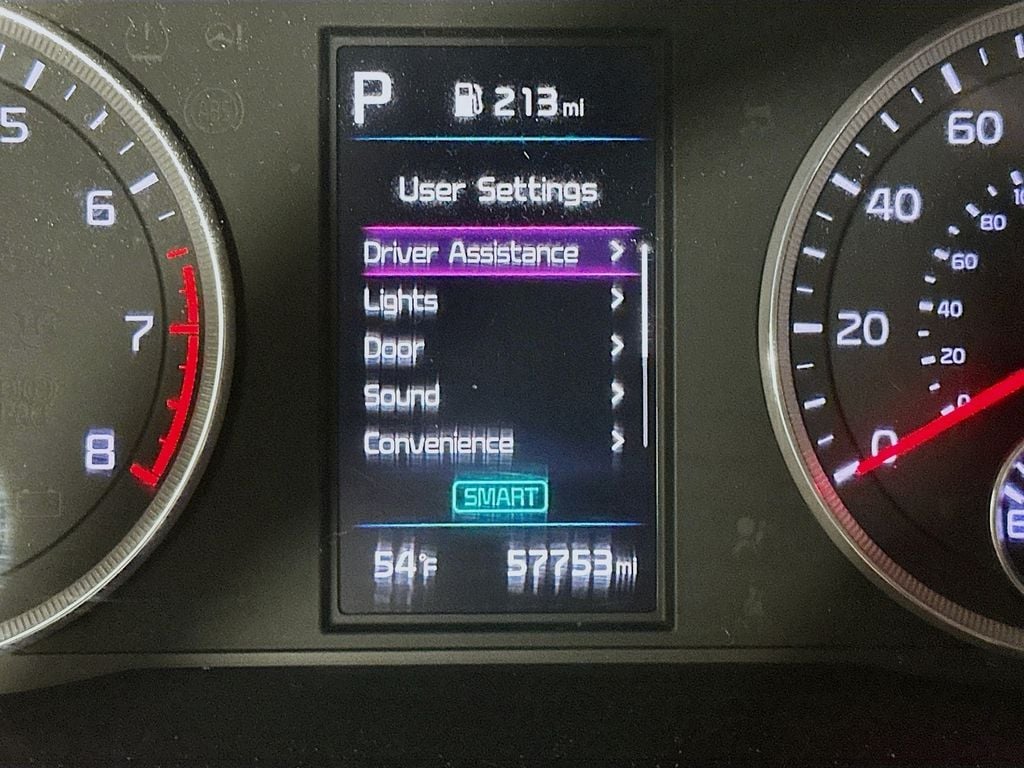 P 213 mi
User Settings
Driver Assistance >
Lights >
Door >
Sound >
Convenience >
SMART
54°F 57753 mi
5
6
7
8
60
40
20
0
80
60
40
20
0